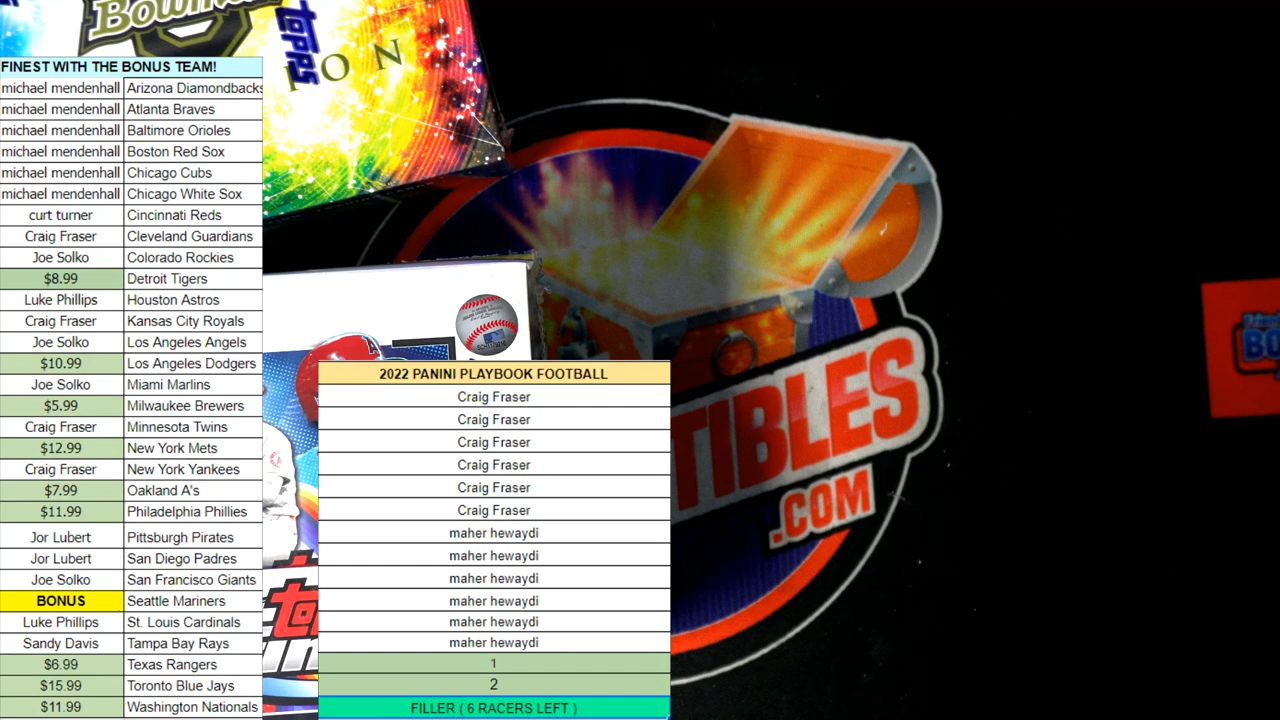 Bowman
topps
ION
FINEST WITH THE BONUS TEAM!
michael mendenhall Arizona Diamondbacks
michael mendenhall Atlanta Braves
michael mendenhall Baltimore Orioles
michael mendenhall Boston Red Sox
michael mendenhall Chicago Cubs
michael mendenhall Chicago White Sox
curt turner Cincinnati Reds
Craig Fraser Cleveland Guardians
Joe Solko Colorado Rockies
$8.99 Detroit Tigers
Luke Phillips Houston Astros
Craig Fraser Kansas City Royals
Joe Solko Los Angeles Angels
$10.99 Los Angeles Dodgers
Joe Solko Miami Marlins
$5.99 Milwaukee Brewers
Craig Fraser Minnesota Twins
$12.99 New York Mets
Craig Fraser New York Yankees
$7.99 Oakland A's
$11.99 Philadelphia Phillies
Jor Lubert Pittsburgh Pirates
Jor Lubert San Diego Padres
Joe Solko San Francisco Giants
BONUS Seattle Mariners
Luke Phillips St. Louis Cardinals
Sandy Davis Tampa Bay Rays
$6.99 Texas Rangers
$15.99 Toronto Blue Jays
$11.99 Washington Nationals
2022 PANINI PLAYBOOK FOOTBALL
Craig Fraser
Craig Fraser
Craig Fraser
Craig Fraser
Craig Fraser
Craig Fraser
maher hewaydi
maher hewaydi
maher hewaydi
maher hewaydi
maher hewaydi
maher hewaydi
1
2
FILLER ( 6 RACERS LEFT )
TIBLES
.COM